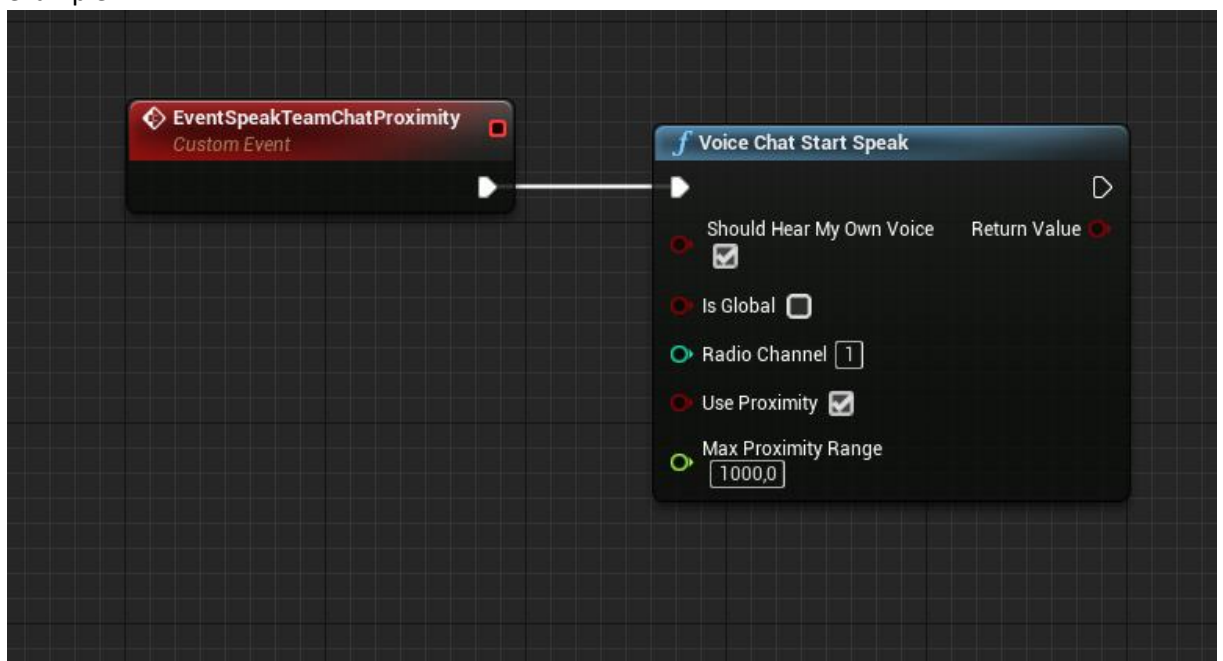 EventSpeakTeamChatProximity
Custom Event
f Voice Chat Start Speak
Should Hear My Own Voice Return Value
Is Global
Radio Channel 1
Use Proximity
Max Proximity Range
1000,0